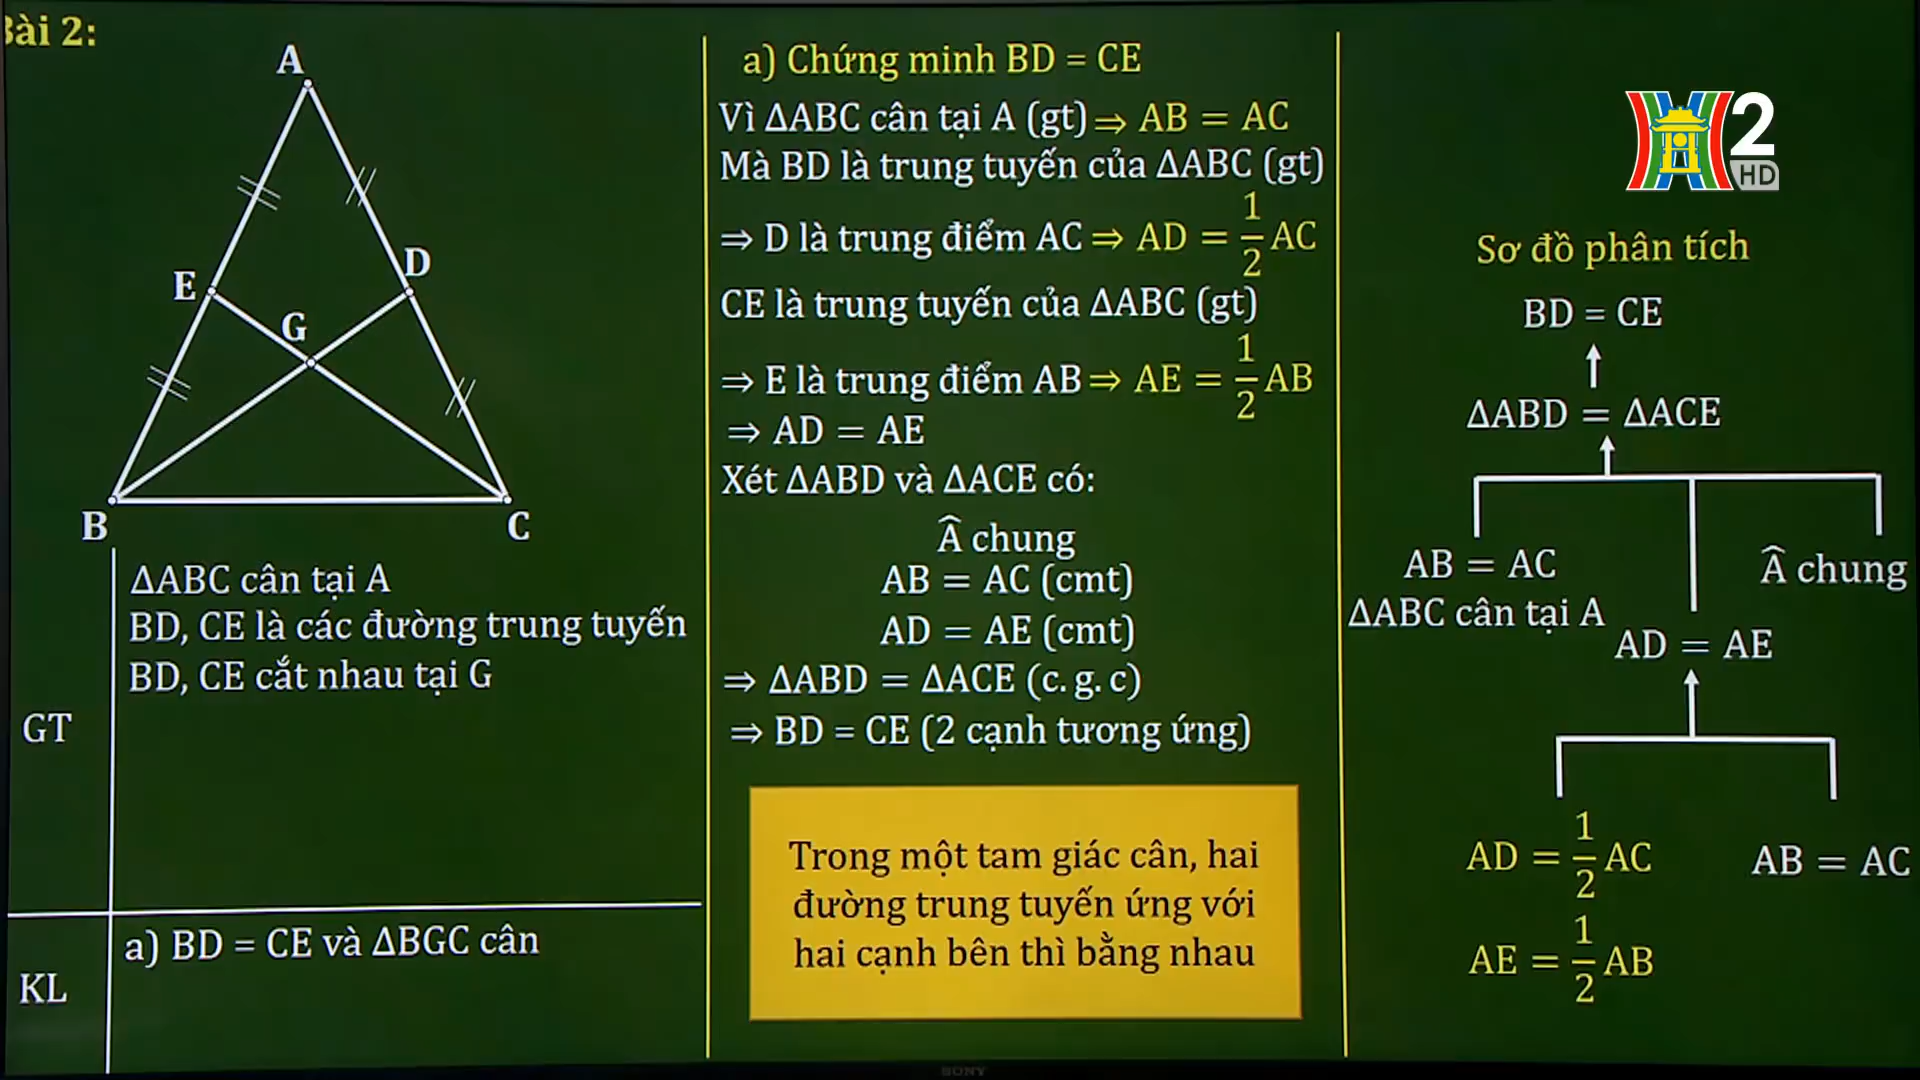 Bài 2:
A
E
D
G
B
C
GT
ΔABC cân tại A
BD, CE là các đường trung tuyến
BD, CE cắt nhau tại G
KL
a) BD = CE và ΔBGC cân
a) Chứng minh BD = CE
Vì ΔABC cân tại A (gt) ⇒ AB = AC
Mà BD là trung tuyến của ΔABC (gt)
⇒ D là trung điểm AC ⇒ AD = 1/2 AC
CE là trung tuyến của ΔABC (gt)
⇒ E là trung điểm AB ⇒ AE = 1/2 AB
⇒ AD = AE
Xét ΔABD và ΔACE có:
Â chung
AB = AC (cmt)
AD = AE (cmt)
⇒ ΔABD = ΔACE (c. g. c)
⇒ BD = CE (2 cạnh tương ứng)
Trong một tam giác cân, hai
đường trung tuyến ứng với
hai cạnh bên thì bằng nhau
H2
HD
Sơ đồ phân tích
BD = CE
ΔABD = ΔACE
AB = AC
ΔABC cân tại A
Â chung
AD = AE
AD = 1/2 AC
AB = AC
AE = 1/2 AB
SONY